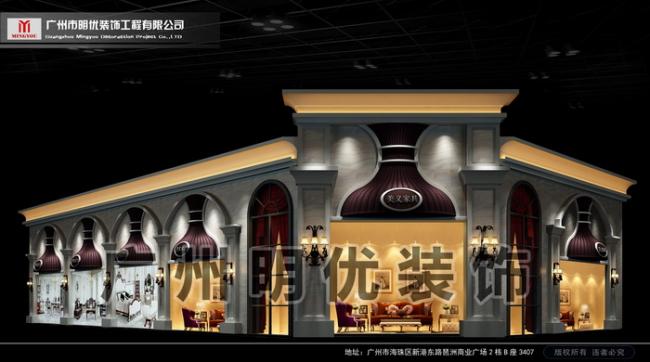 广州市明优装饰工程有限公司
MINGYOU
Guangzhou Mingyou Decoration Project Co.,LTD
美义家具
广州明优装饰
地址：广州市海珠区新港东路琶洲商业广场2栋B座3407
版权所有 违者必究